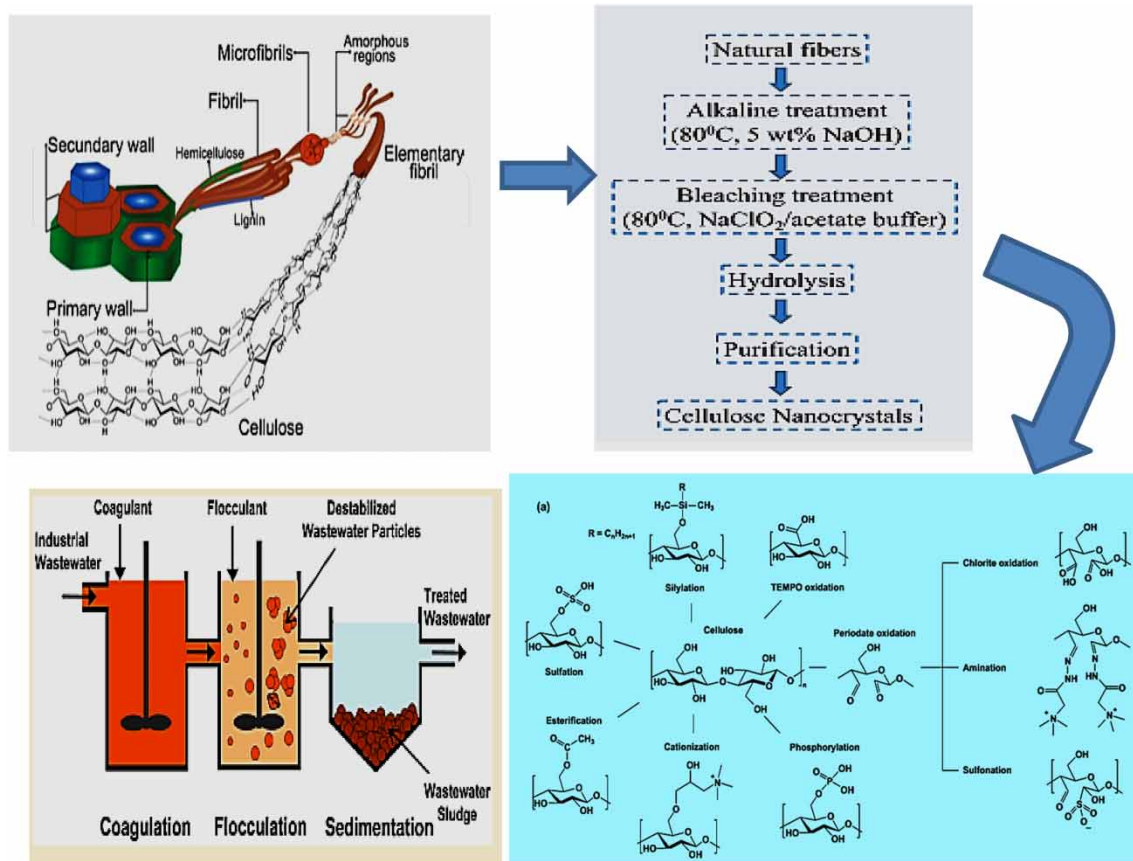 Microfibrils
Amorphous
regions
Fibril
Secondary wall
Hemicellulose
Elementary
fibril
Lignin
Primary wall
Cellulose
Natural fibers
Alkaline treatment
(80⁰C, 5 wt% NaOH)
Bleaching treatment
(80⁰C, NaClO₂/acetate buffer)
Hydrolysis
Purification
Cellulose Nanocrystals
Coagulant
Flocculant
Destabilized
Wastewater Particles
Industrial
Wastewater
Treated
Wastewater
Wastewater
Sludge
Coagulation
Flocculation
Sedimentation
(a)
R = CₙH₂ₙ₊₁
Silylation
TEMPO oxidation
Chlorite oxidation
Cellulose
Periodate oxidation
Sulfation
Amination
Esterification
Cationization
Phosphorylation
Sulfonation